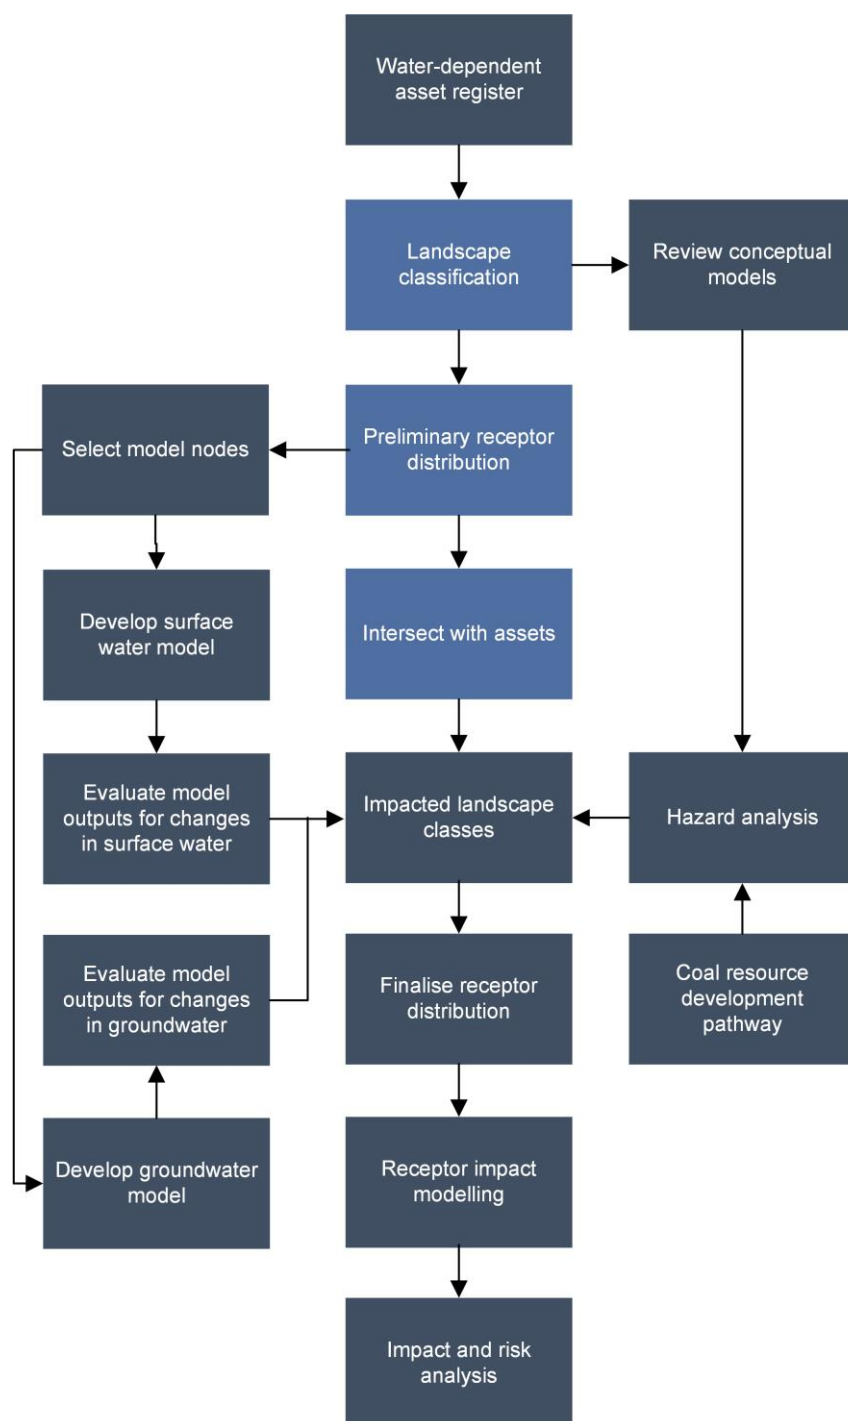 Water-dependent
asset register
Landscape
classification
Review conceptual
models
Select model nodes
Preliminary receptor
distribution
Develop surface
water model
Intersect with assets
Evaluate model
outputs for changes
in surface water
Impacted landscape
classes
Hazard analysis
Evaluate model
outputs for changes
in groundwater
Finalise receptor
distribution
Coal resource
development
pathway
Develop groundwater
model
Receptor impact
modelling
Impact and risk
analysis